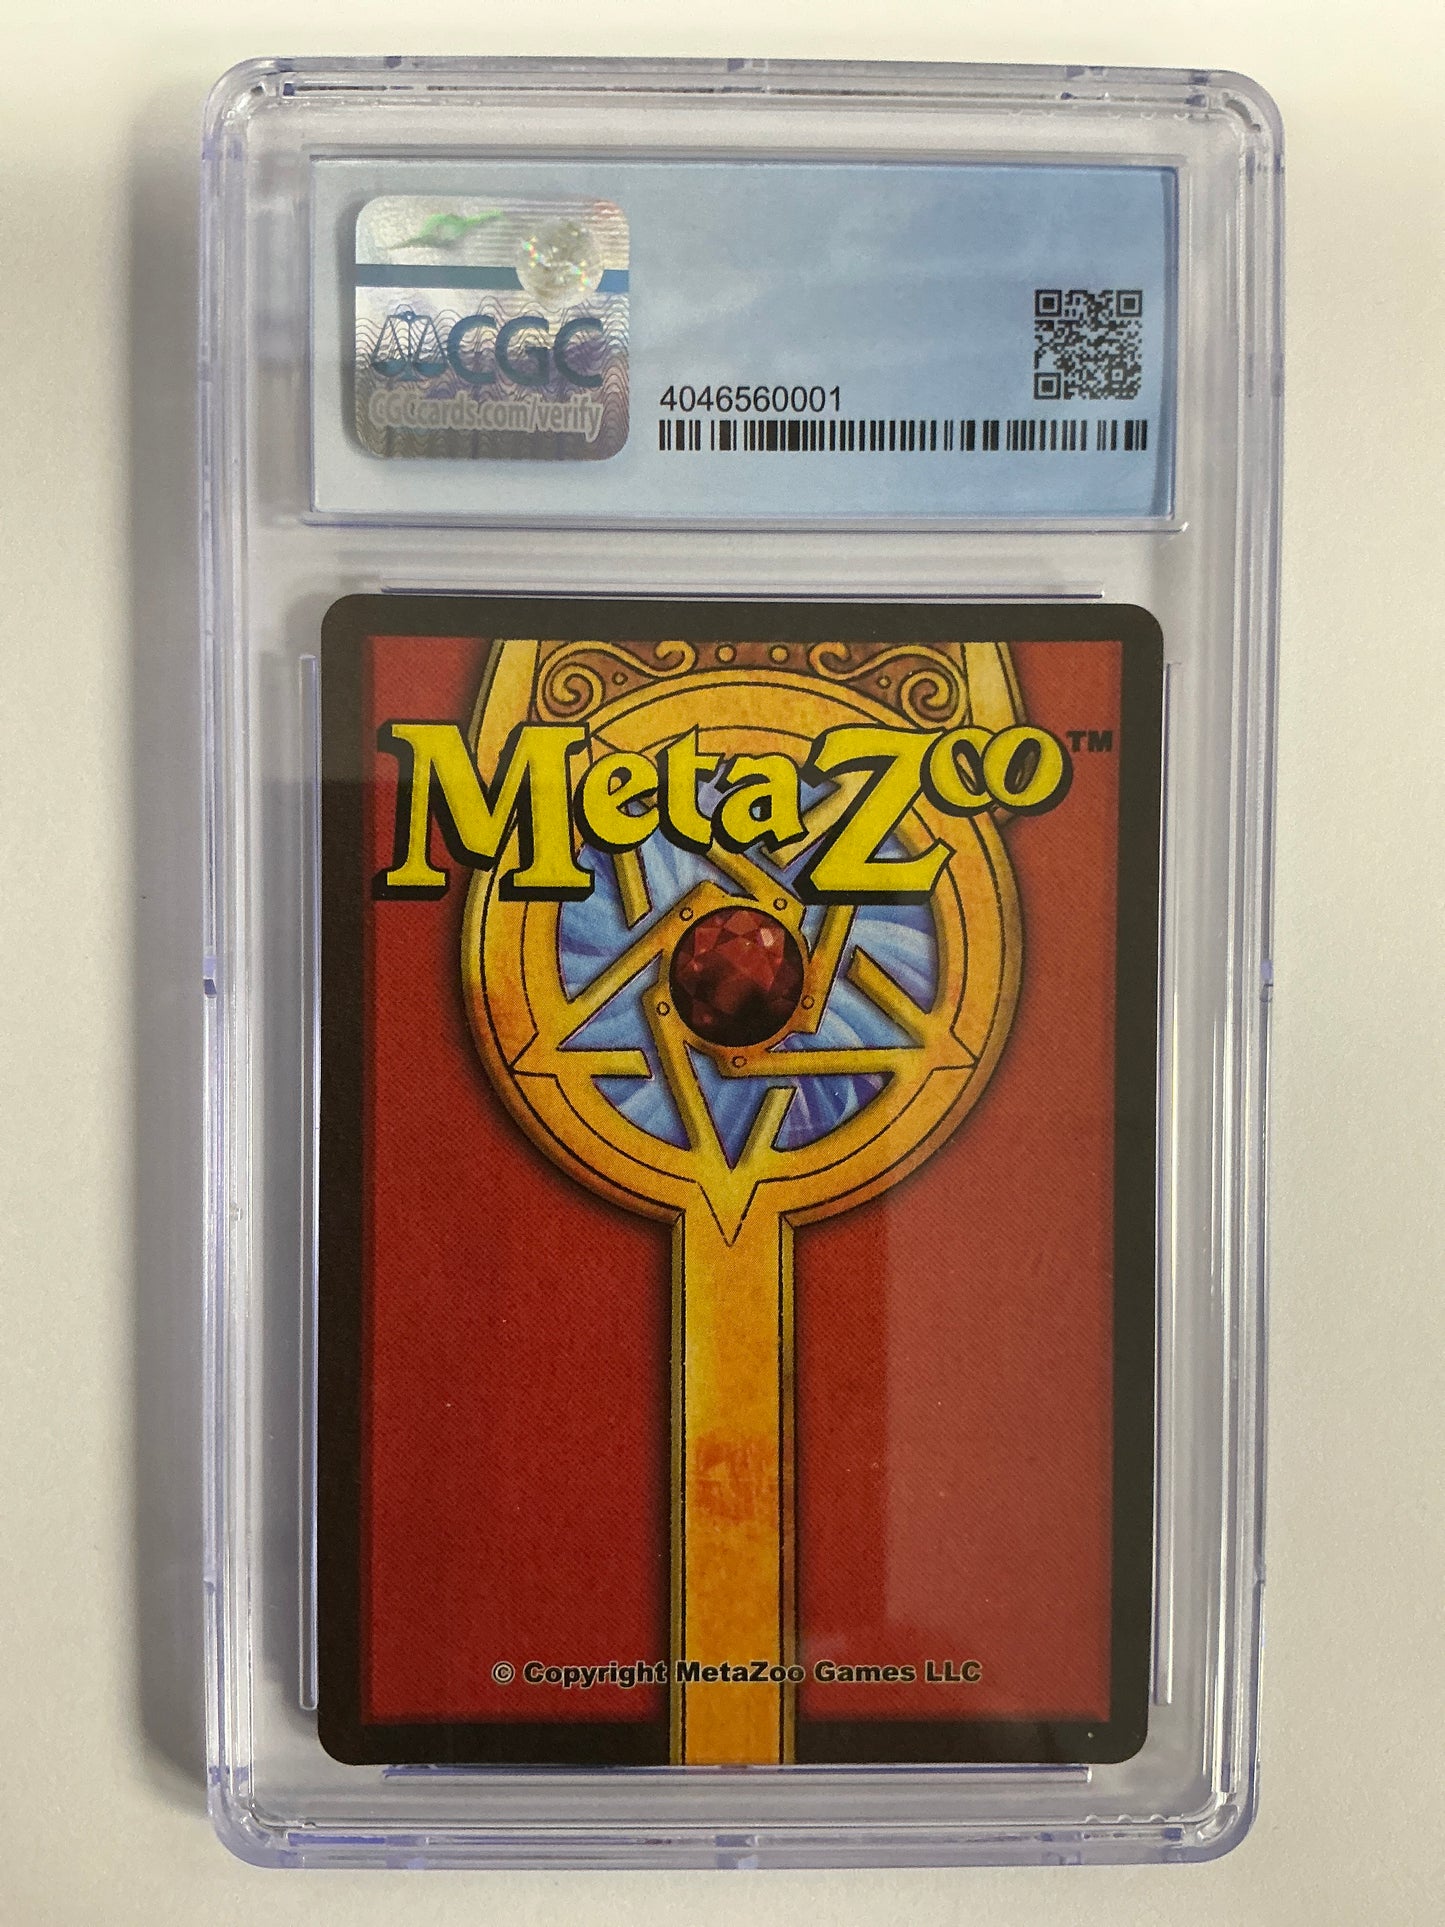 CGC
CGCcards.com/verify
4046560001
MetaZoo™
© Copyright MetaZoo Games LLC